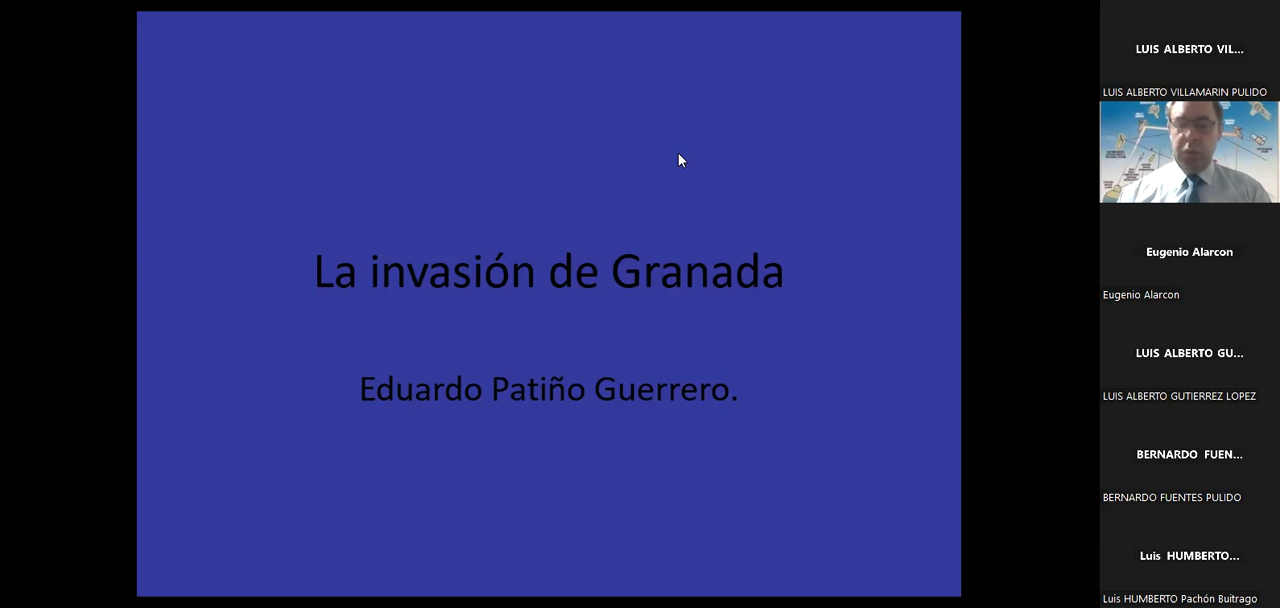 La invasión de Granada
Eduardo Patiño Guerrero.
LUIS ALBERTO VIL...
LUIS ALBERTO VILLAMARIN PULIDO
Eugenio Alarcon
Eugenio Alarcon
LUIS ALBERTO GU...
LUIS ALBERTO GUTIERREZ LOPEZ
BERNARDO FUEN...
BERNARDO FUENTES PULIDO
Luis HUMBERTO...
Luis HUMBERTO Pachón Buitrago